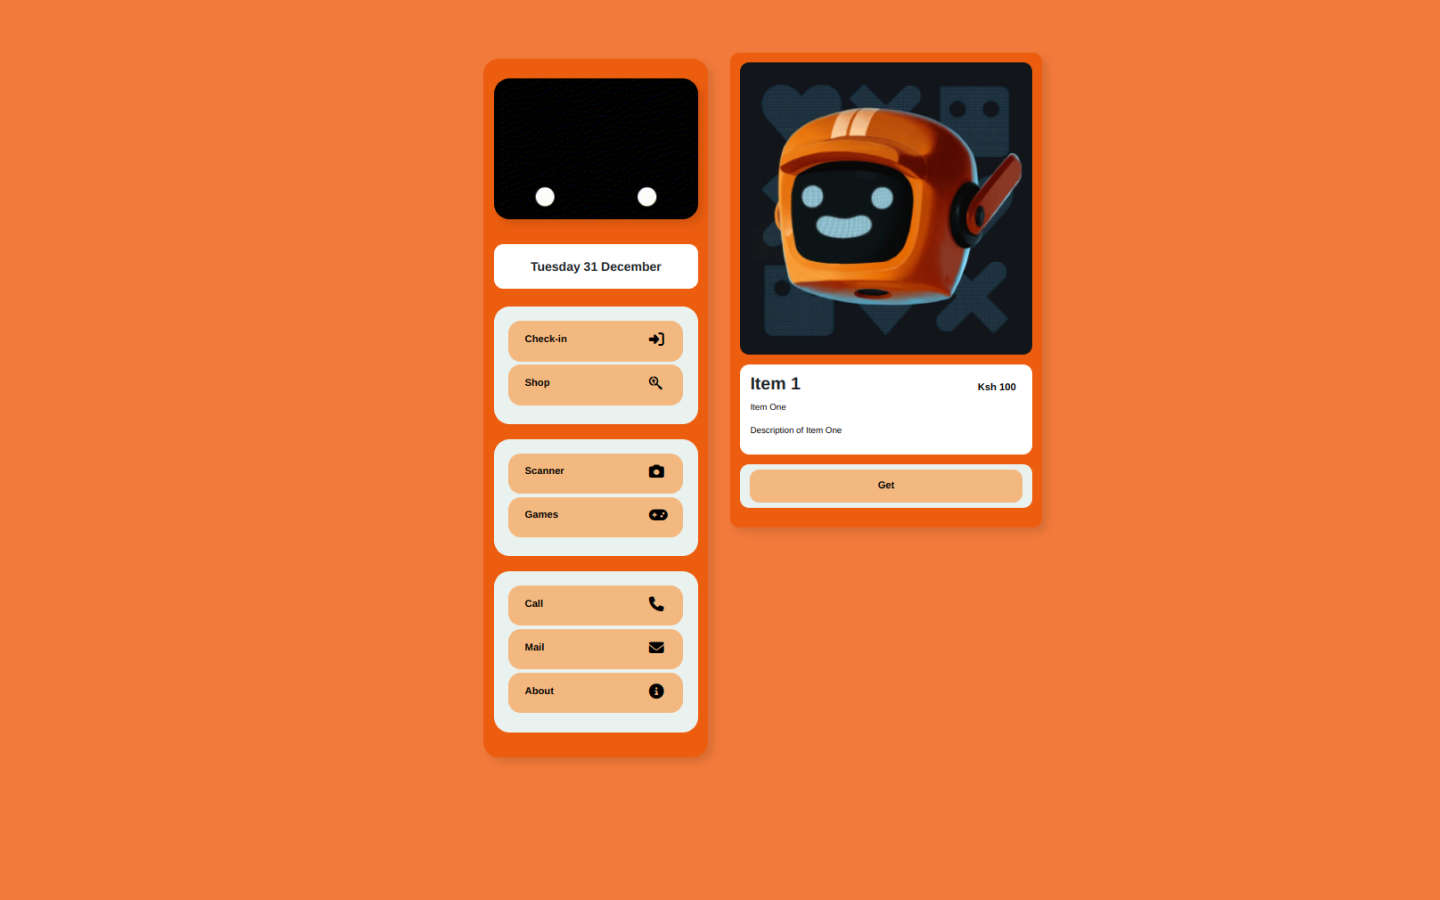 Tuesday 31 December
Check-in
Shop
Scanner
Games
Call
Mail
About
Item 1
Ksh 100
Item One
Description of Item One
Get